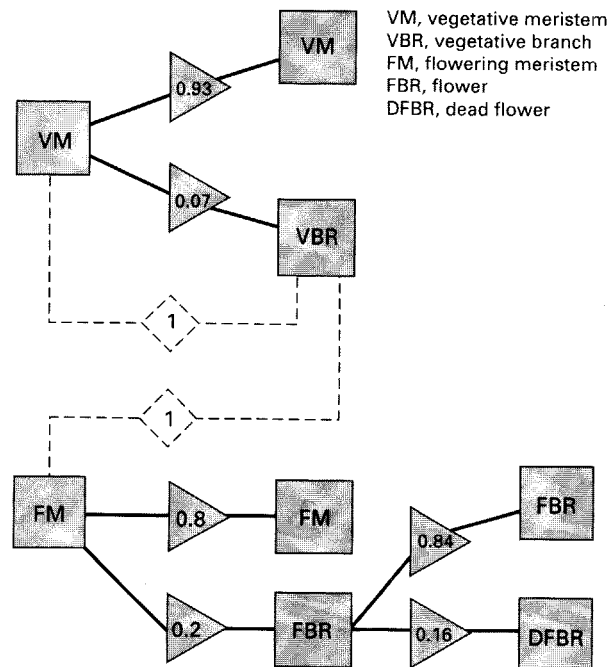 VM, vegetative meristem
VBR, vegetative branch
FM, flowering meristem
FBR, flower
DFBR, dead flower
VM
0.93
VM
0.07
VBR
1
1
FM
0.8
FM
0.84
FBR
0.2
FBR
0.16
DFBR